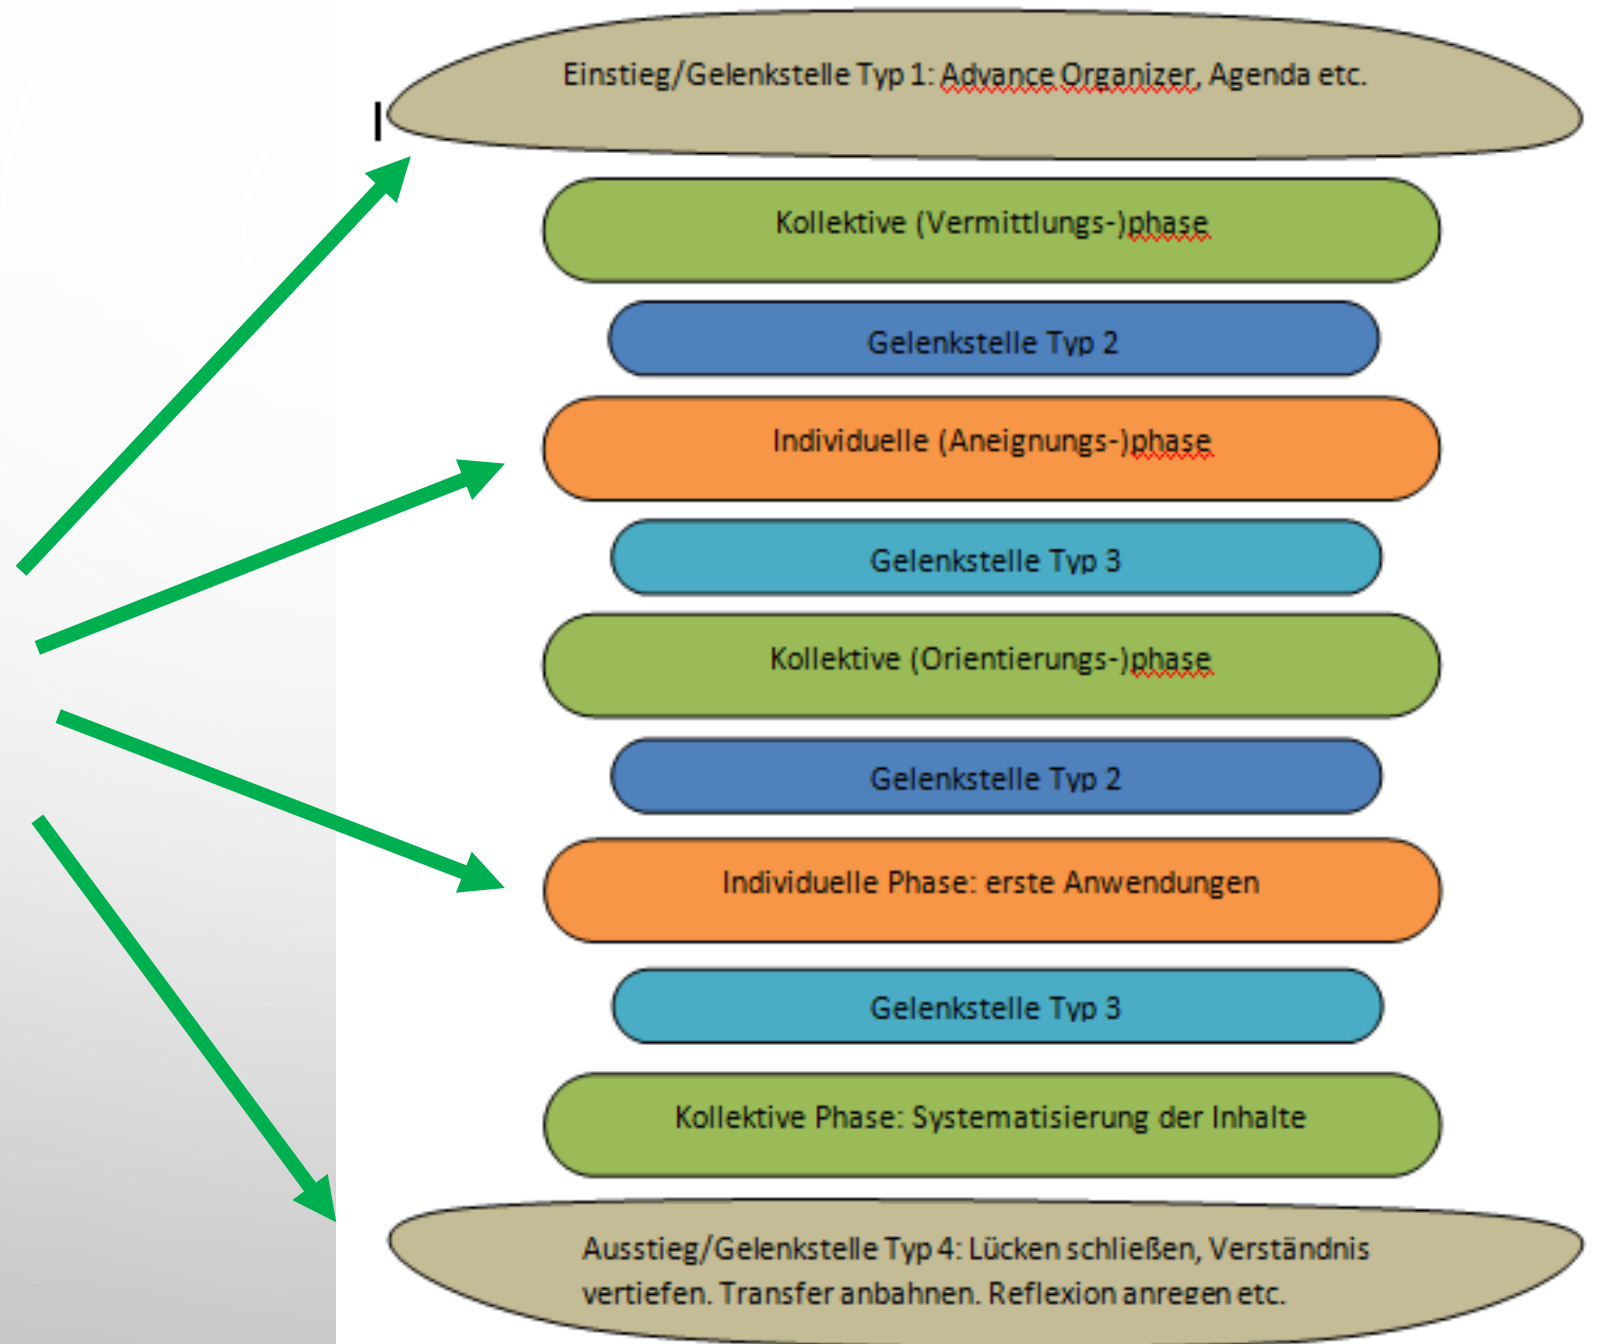 Einstieg/Gelenkstelle Typ 1: Advance Organizer, Agenda etc.
Kollektive (Vermittlungs-)phase
Gelenkstelle Typ 2
Individuelle (Aneignungs-)phase
Gelenkstelle Typ 3
Kollektive (Orientierungs-)phase
Gelenkstelle Typ 2
Individuelle Phase: erste Anwendungen
Gelenkstelle Typ 3
Kollektive Phase: Systematisierung der Inhalte
Ausstieg/Gelenkstelle Typ 4: Lücken schließen, Verständnis
vertiefen. Transfer anbahnen. Reflexion anregen etc.